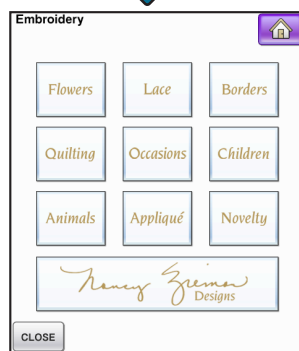 Embroidery
Flowers Lace Borders
Quilting Occasions Children
Animals Appliqué Novelty
Nancy Zieman
Designs
CLOSE